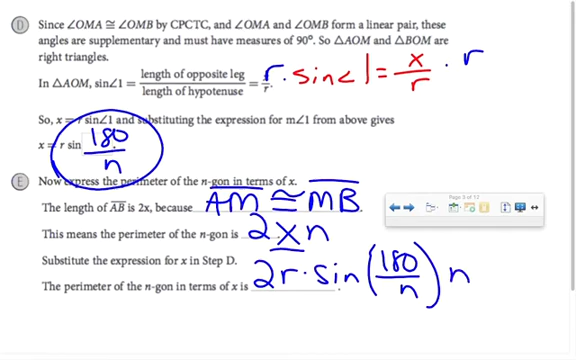 D Since ∠OMA ≅ ∠OMB by CPCTC, and ∠OMA and ∠OMB form a linear pair, these
angles are supplementary and must have measures of 90°. So △AOM and △BOM are
right triangles.
In △AOM, sin∠1 = length of opposite leg / length of hypotenuse = r. r · sin∠1 = x/r · r
So, x = r sin∠1 and substituting the expression for m∠1 from above gives
x = r sin 180/n
E Now express the perimeter of the n-gon in terms of x.
The length of AB is 2x, because AM ≅ MB.
This means the perimeter of the n-gon is 2xn
Substitute the expression for x in Step D.
The perimeter of the n-gon in terms of x is 2r · sin(180/n) n
Page 5 of 12